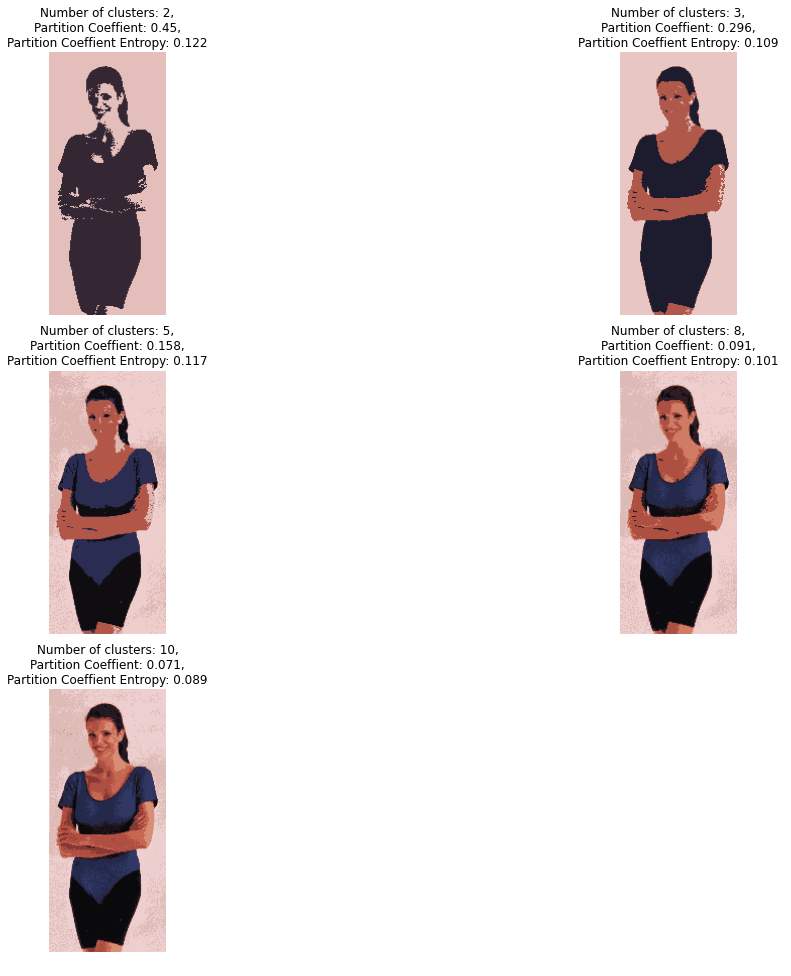 Number of clusters: 2,
Partition Coeffient: 0.45,
Partition Coeffient Entropy: 0.122
Number of clusters: 3,
Partition Coeffient: 0.296,
Partition Coeffient Entropy: 0.109
Number of clusters: 5,
Partition Coeffient: 0.158,
Partition Coeffient Entropy: 0.117
Number of clusters: 8,
Partition Coeffient: 0.091,
Partition Coeffient Entropy: 0.101
Number of clusters: 10,
Partition Coeffient: 0.071,
Partition Coeffient Entropy: 0.089